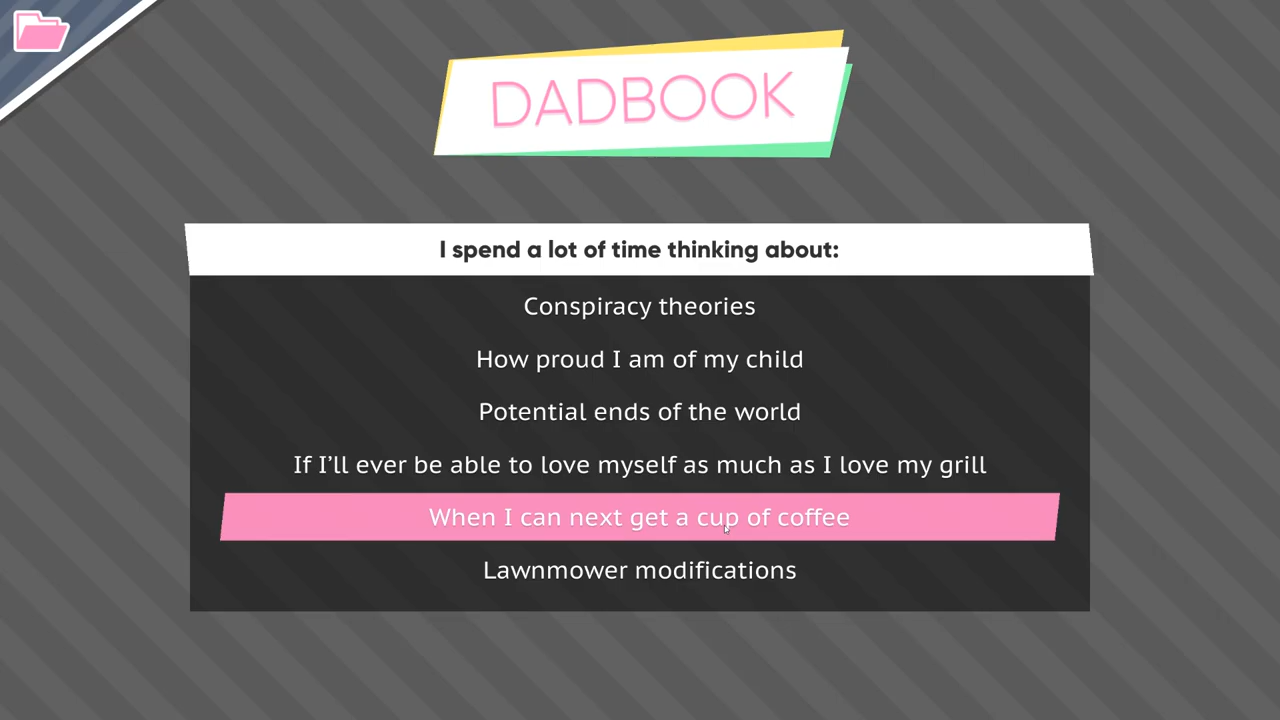 DADBOOK
I spend a lot of time thinking about:
Conspiracy theories
How proud I am of my child
Potential ends of the world
If I’ll ever be able to love myself as much as I love my grill
When I can next get a cup of coffee
Lawnmower modifications